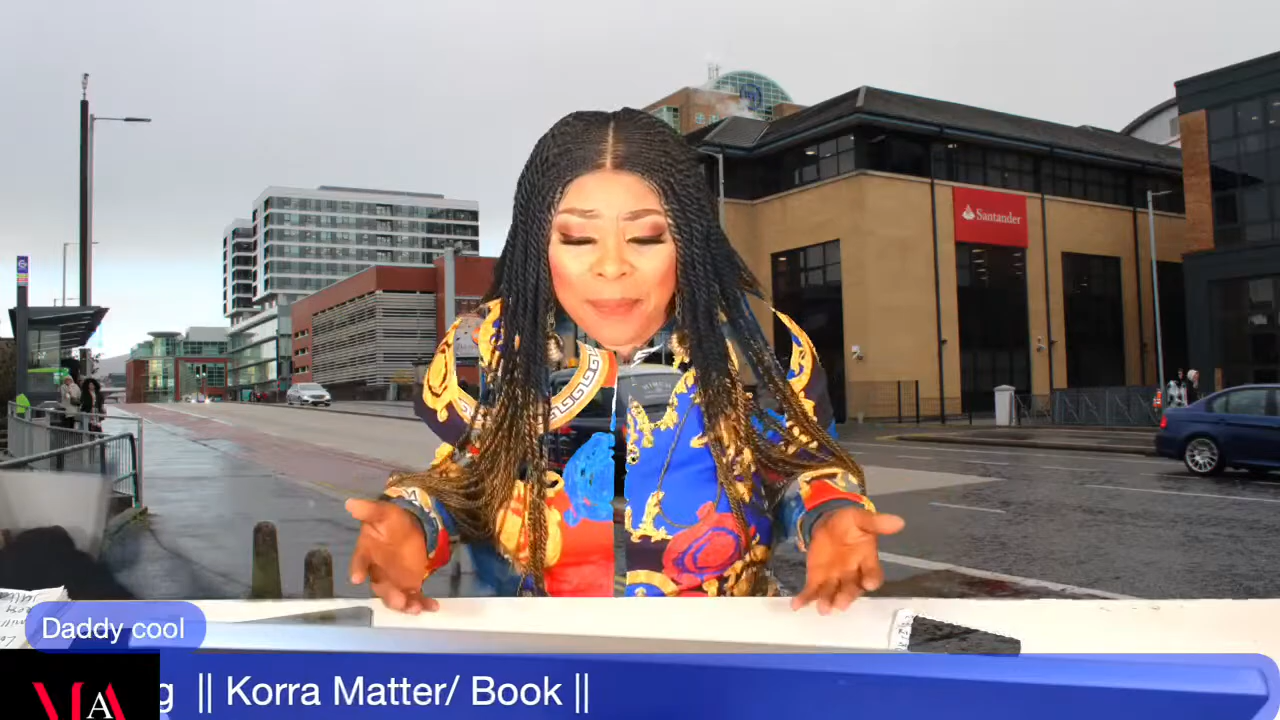 Santander
Daddy cool
g || Korra Matter/ Book ||